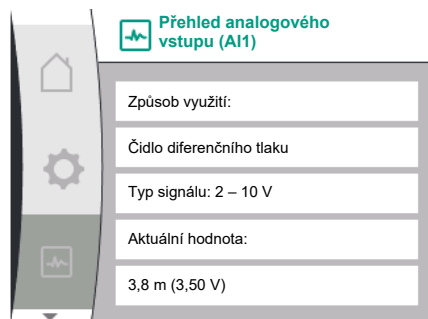 Přehled analogového
vstupu (AI1)
Způsob využití:
Čidlo diferenčního tlaku
Typ signálu: 2 – 10 V
Aktuální hodnota:
3,8 m (3,50 V)